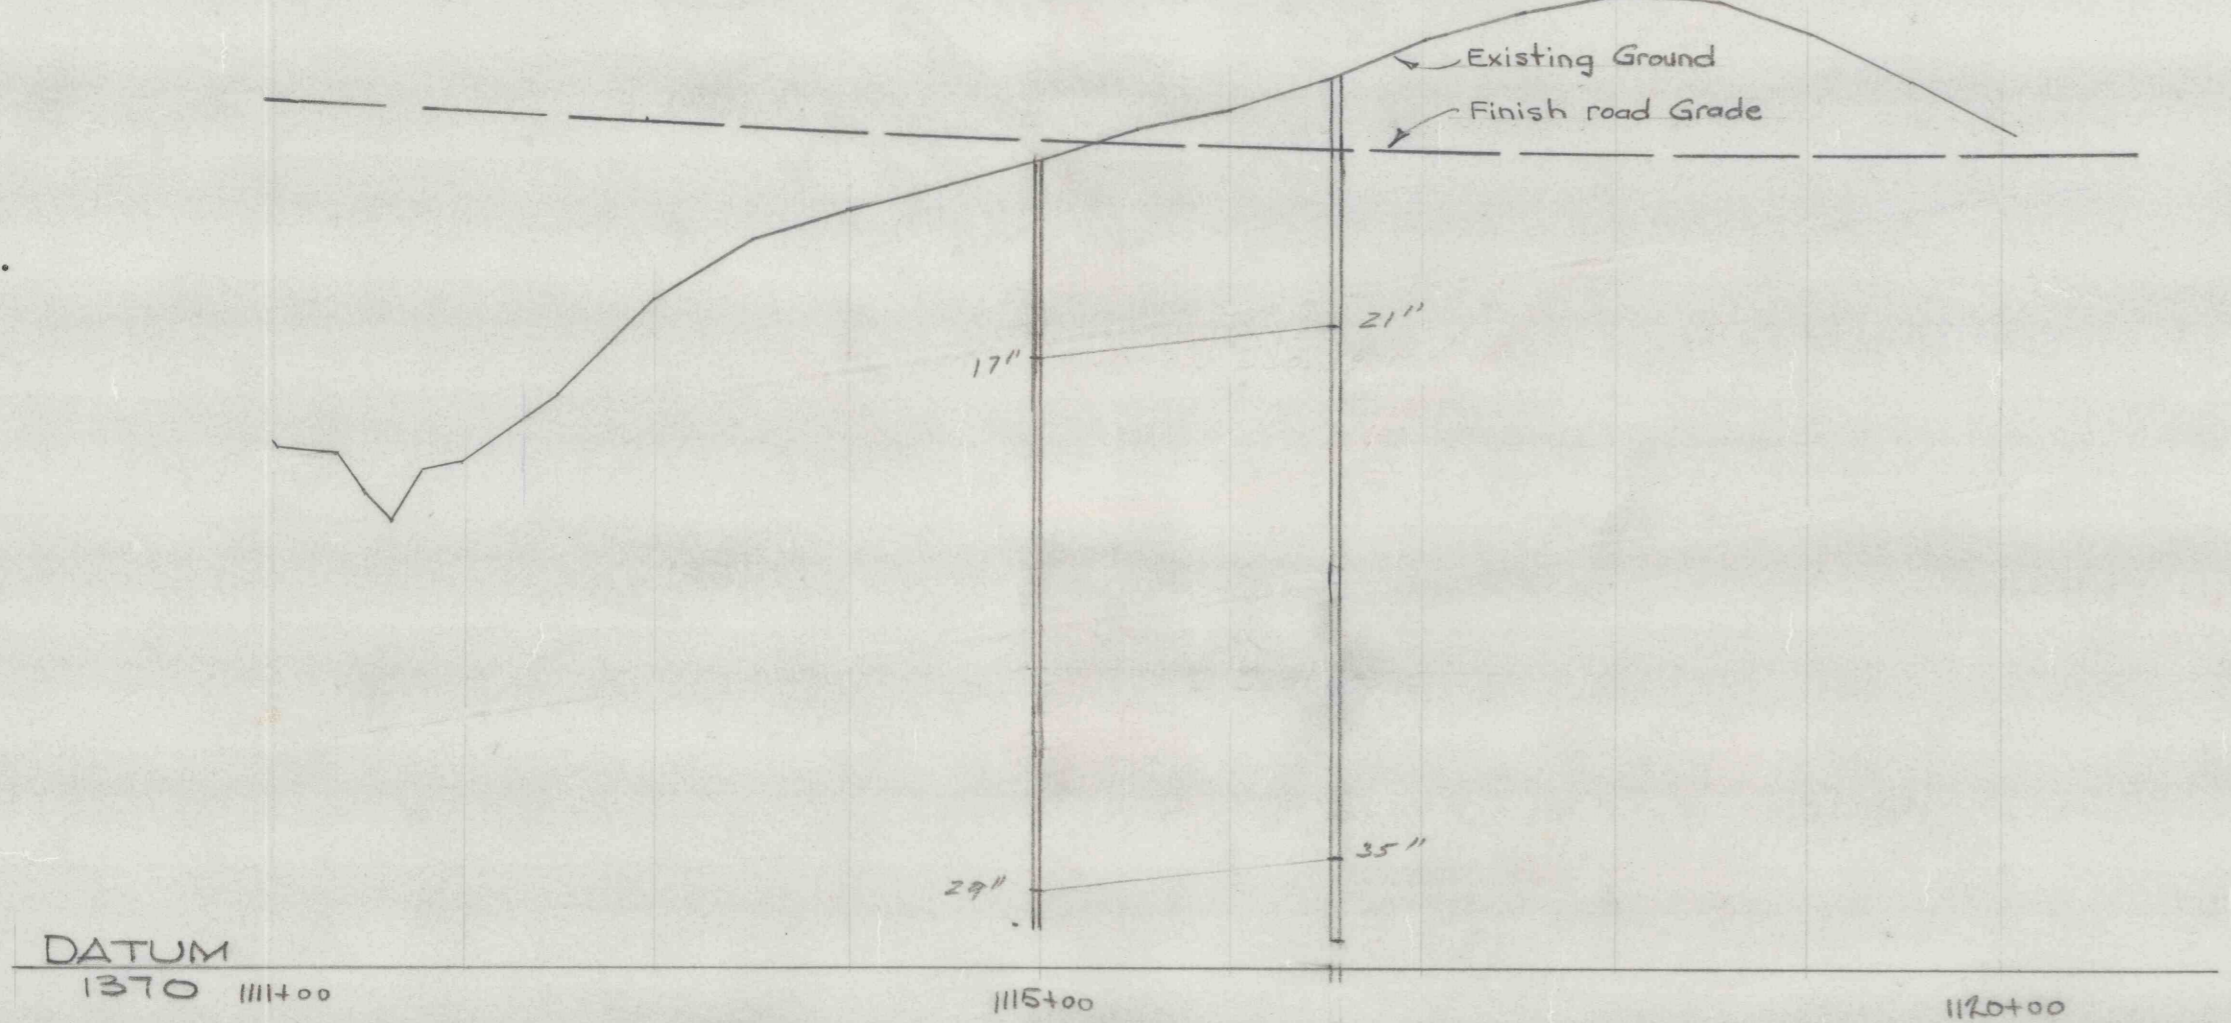 Existing Ground
Finish road Grade
21"
17"
35"
29"
DATUM
1370
1111+00
1115+00
1120+00